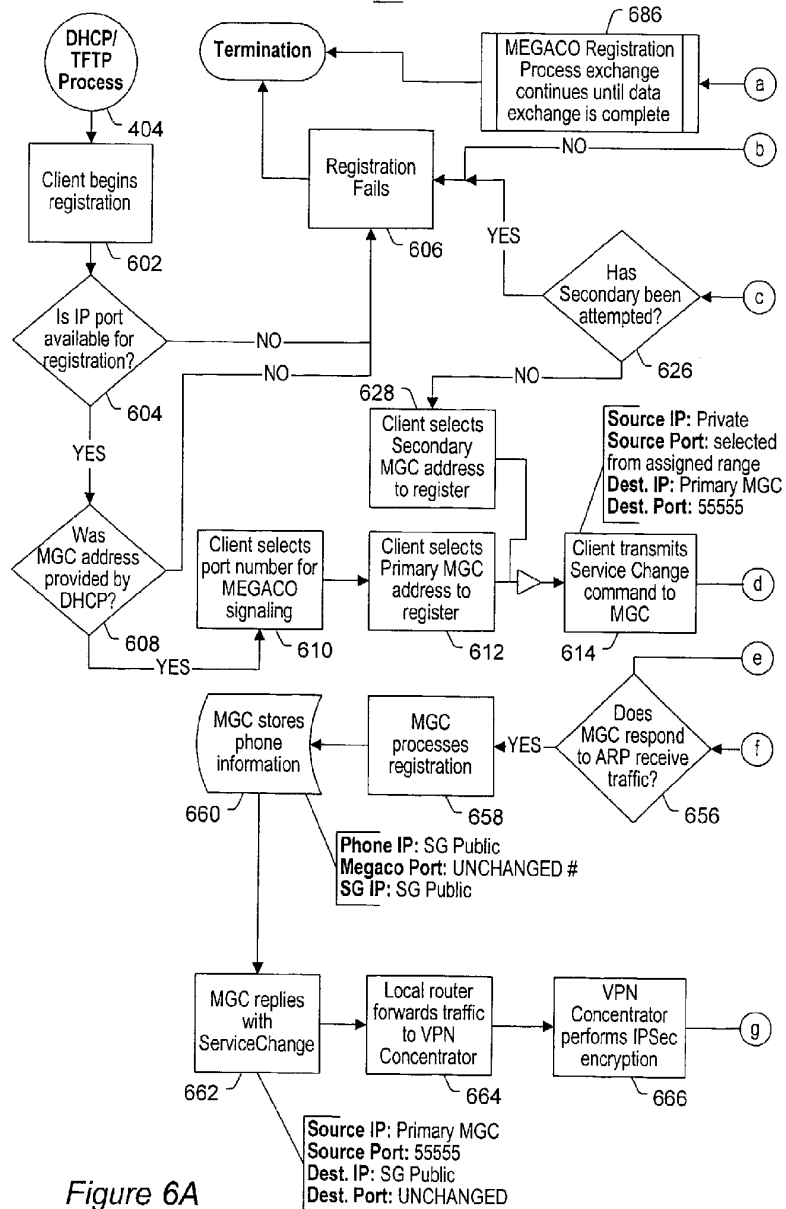 DHCP/
TFTP
Process
404
Termination
686
MEGACO Registration
Process exchange
continues until data
exchange is complete
a
NO
b
Client begins
registration
602
Registration
Fails
606
YES
Has
Secondary been
attempted?
626
c
Is IP port
available for
registration?
604
NO
NO
NO
YES
628
Client selects
Secondary
MGC address
to register
Source IP: Private
Source Port: selected
from assigned range
Dest. IP: Primary MGC
Dest. Port: 55555
Was
MGC address
provided by
DHCP?
608
YES
Client selects
port number for
MEGACO
signaling
610
Client selects
Primary MGC
address to
register
612
Client transmits
Service Change
command to
MGC
614
d
e
Does
MGC respond
to ARP receive
traffic?
656
f
YES
MGC
processes
registration
658
MGC stores
phone
information
660
Phone IP: SG Public
Megaco Port: UNCHANGED #
SG IP: SG Public
MGC replies
with
ServiceChange
662
Local router
forwards traffic
to VPN
Concentrator
664
VPN
Concentrator
performs IPSec
encryption
666
g
Source IP: Primary MGC
Source Port: 55555
Dest. IP: SG Public
Dest. Port: UNCHANGED
Figure 6A